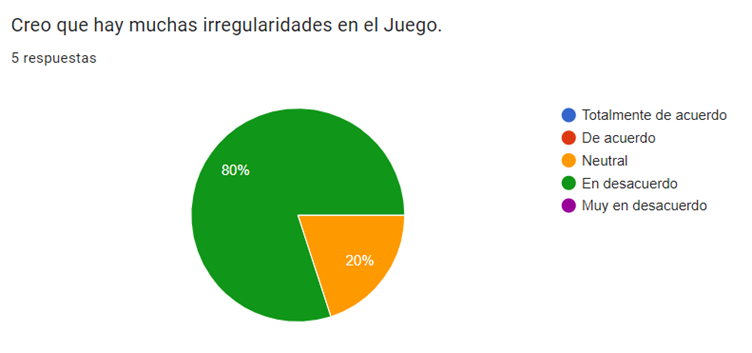 Creo que hay muchas irregularidades en el Juego.
5 respuestas
80%
20%
Totalmente de acuerdo
De acuerdo
Neutral
En desacuerdo
Muy en desacuerdo